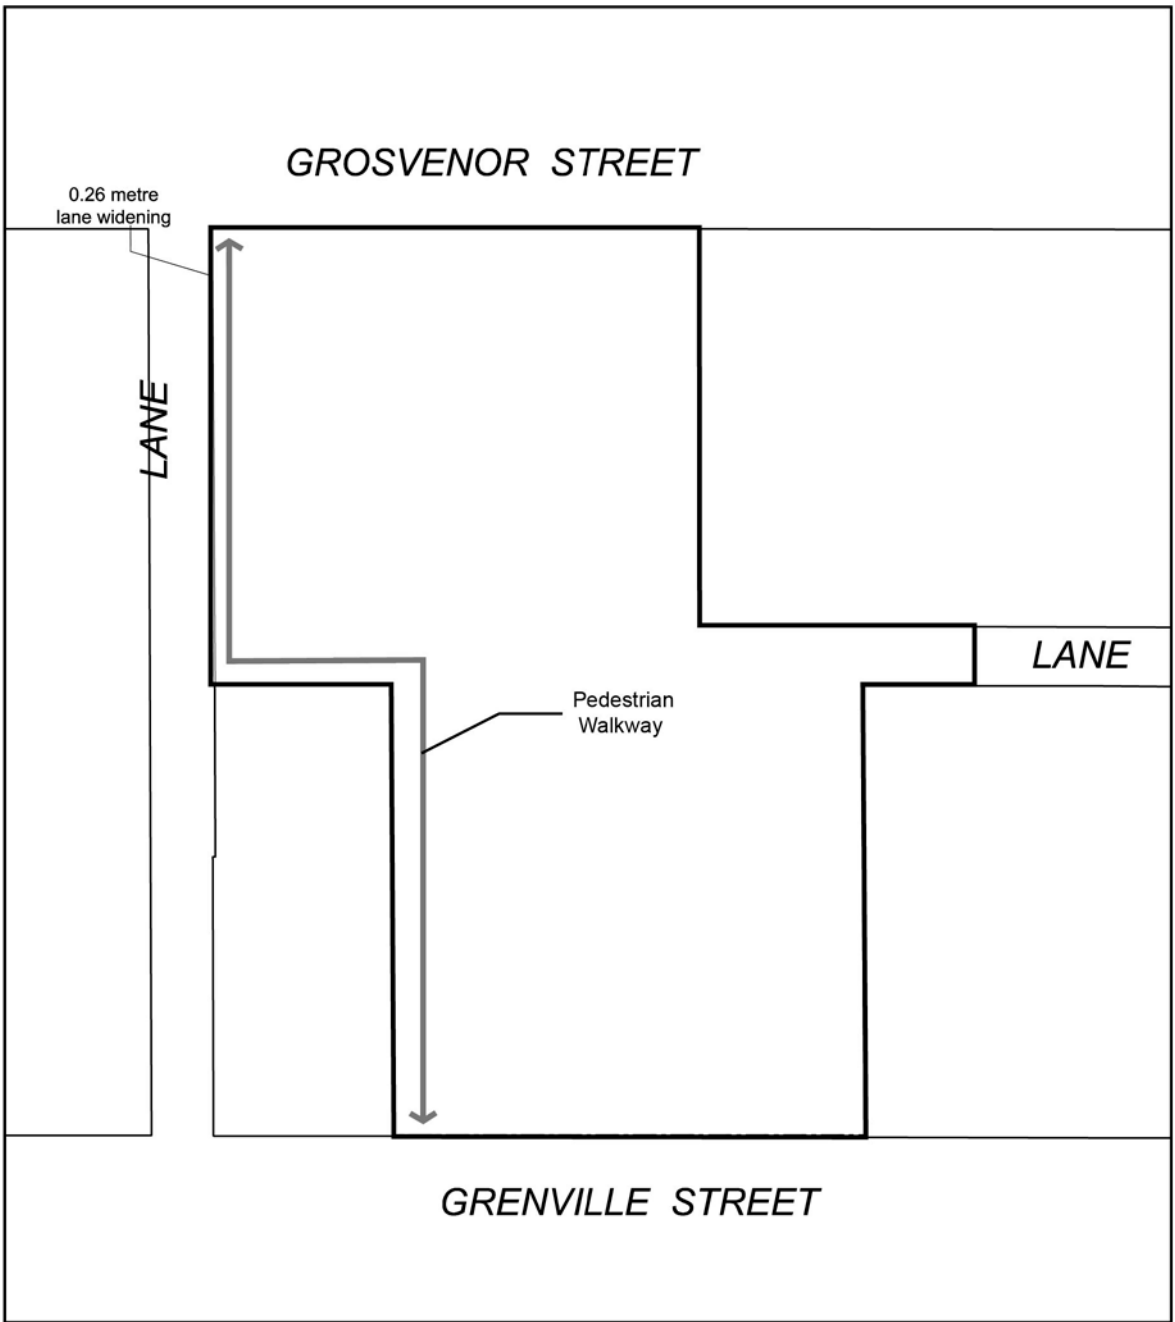 GROSVENOR STREET
0.26 metre
lane widening
LANE
LANE
Pedestrian
Walkway
GRENVILLE STREET